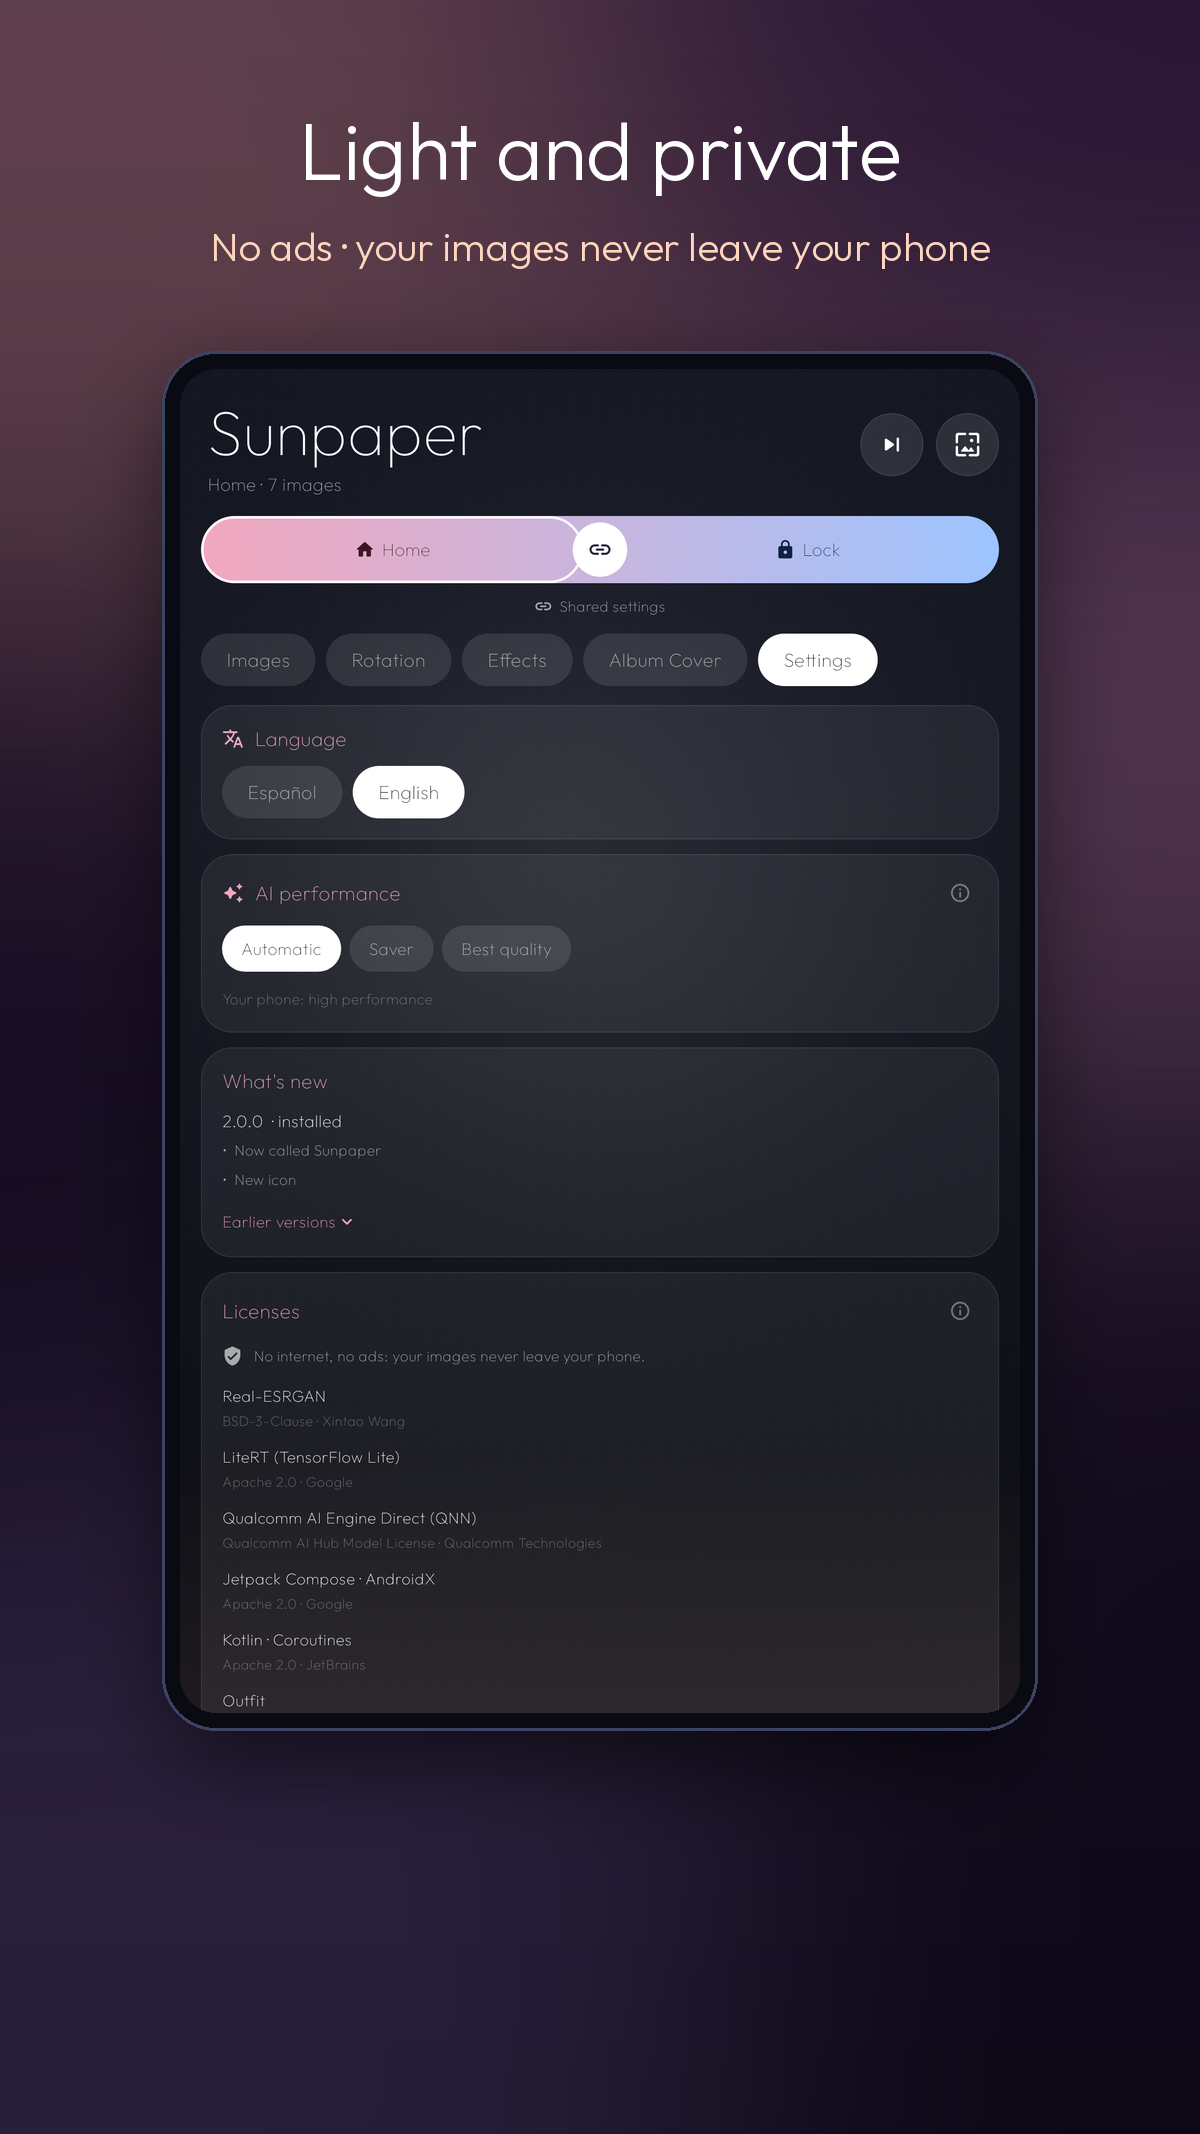 Light and private
No ads · your images never leave your phone
Sunpaper
Home · 7 images
Home
Lock
Shared settings
Images
Rotation
Effects
Album Cover
Settings
Language
Español
English
AI performance
Automatic
Saver
Best quality
Your phone: high performance
What's new
2.0.0 · installed
• Now called Sunpaper
• New icon
Earlier versions
Licenses
No internet, no ads: your images never leave your phone.
Real-ESRGAN
BSD-3-Clause · Xintao Wang
LiteRT (TensorFlow Lite)
Apache 2.0 · Google
Qualcomm AI Engine Direct (QNN)
Qualcomm AI Hub Model License · Qualcomm Technologies
Jetpack Compose · AndroidX
Apache 2.0 · Google
Kotlin · Coroutines
Apache 2.0 · JetBrains
Outfit